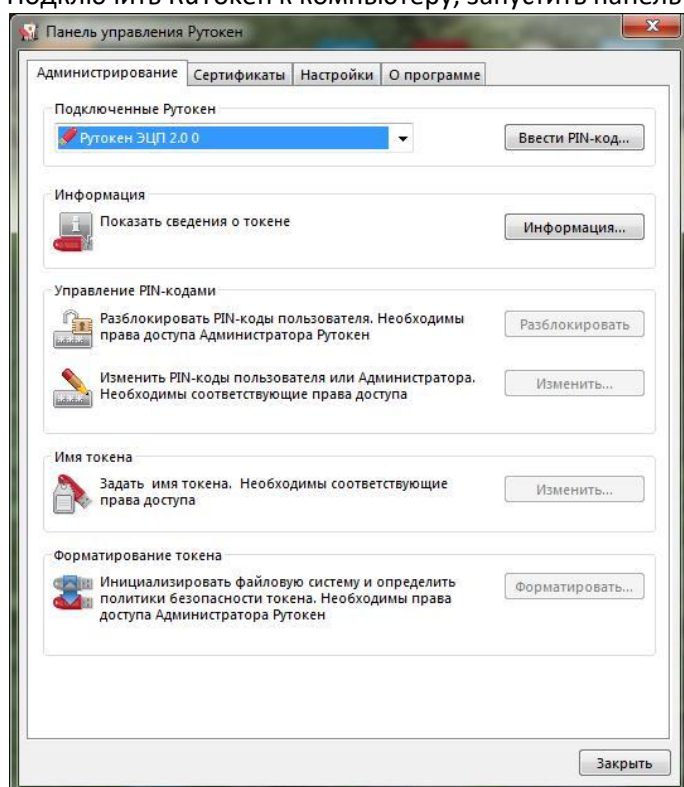 Подключить Rutoкен к компьютеру, запустить панель
Панель управления Рутокен
Администрирование Сертификаты Настройки О программе
Подключенные Рутокен
Рутокен ЭЦП 2.0 0
Ввести PIN-код...
Информация
Показать сведения о токене
Информация...
Управление PIN-кодами
Разблокировать PIN-коды пользователя. Необходимы
права доступа Администратора Рутокен
Разблокировать
Изменить PIN-коды пользователя или Администратора.
Необходимы соответствующие права доступа
Изменить...
Имя токена
Задать имя токена. Необходимы соответствующие
права доступа
Изменить...
Форматирование токена
Инициализировать файловую систему и определить
политики безопасности токена. Необходимы права
доступа Администратора Рутокен
Форматировать...
Закрыть